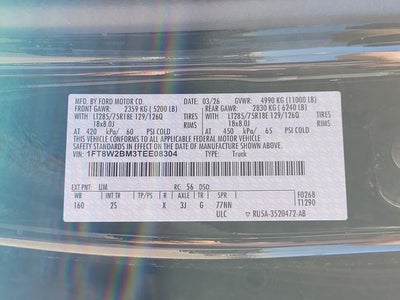 MFD. BY FORD MOTOR CO.
03/26 GVWR: 4990 KG (11000 LB)
FRONT GAWR: 2359 KG (5200 LB) REAR GAWR: 2830 KG (6240 LB)
WITH LT285/75R18E 129/126Q TIRES WITH LT285/75R18E 129/126Q TIRES
18x8.0J RIMS 18x8.0J RIMS
AT 420 kPa/ 60 PSI COLD AT 450 kPa/ 65 PSI COLD
THIS VEHICLE CONFORMS TO ALL APPLICABLE FEDERAL MOTOR VEHICLE
SAFETY STANDARDS IN EFFECT ON THE DATE OF MANUFACTURE SHOWN ABOVE.
VIN: 1FT8W2BM3TEE08304 TYPE: Truck
EXT PNT: UM RC: 56 DSO: F0268
WB INT TR TP/PS R AXLE TR SPR T1290
160 2S X 3J G 77NN
ULC RU5A-3520472-AB